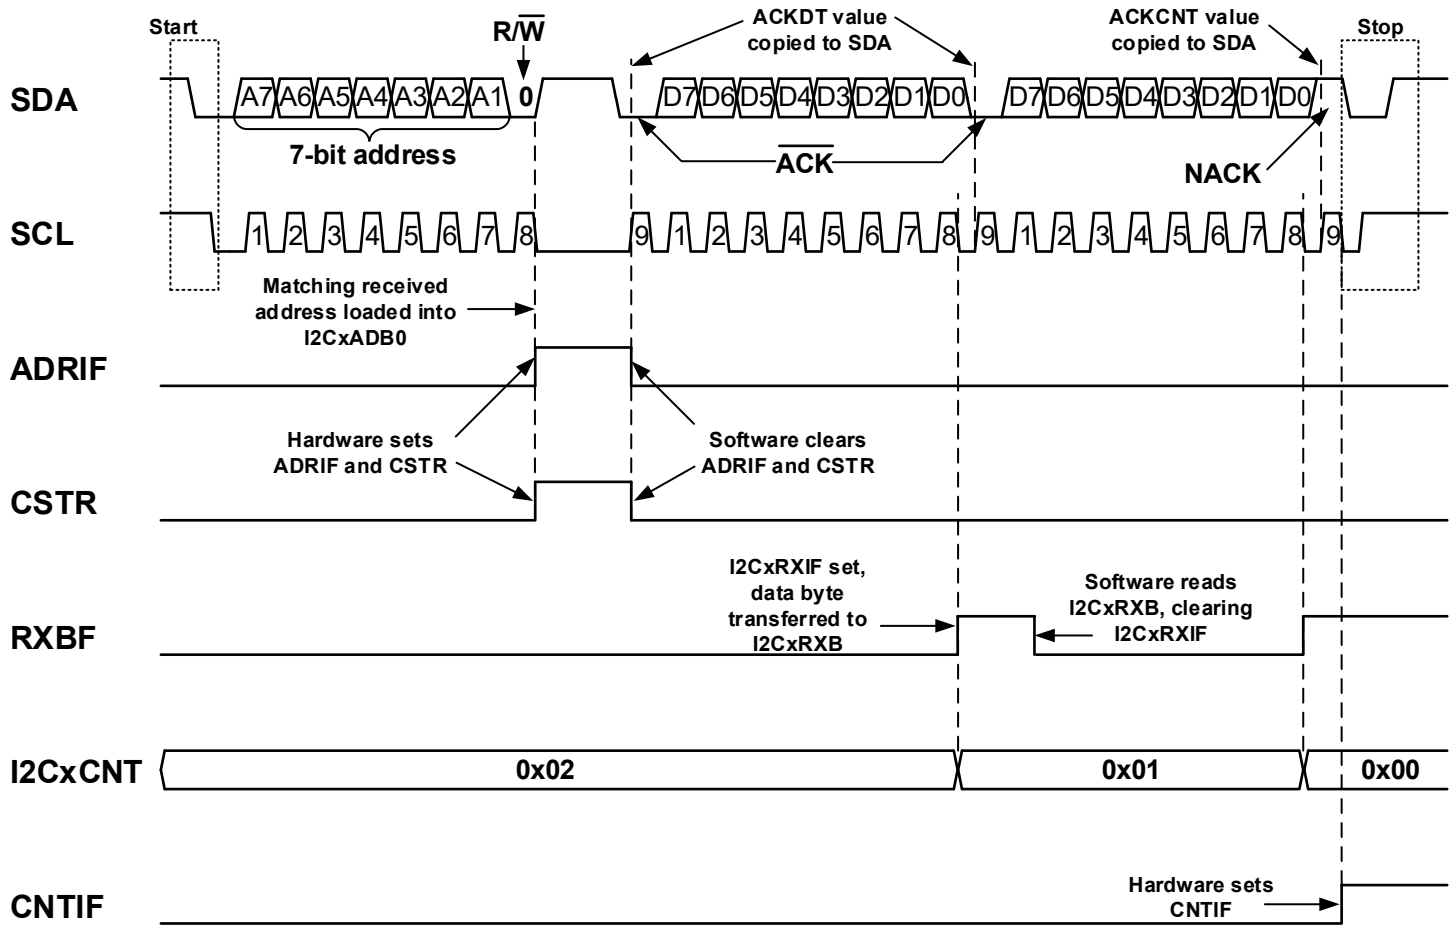 Start
R/W
ACKDT value
copied to SDA
ACKCNT value
copied to SDA
Stop
SDA
A7 A6 A5 A4 A3 A2 A1 0 D7 D6 D5 D4 D3 D2 D1 D0 D7 D6 D5 D4 D3 D2 D1 D0
7-bit address
ACK
NACK
SCL
1 2 3 4 5 6 7 8 9 1 2 3 4 5 6 7 8 9 1 2 3 4 5 6 7 8 9
Matching received
address loaded into
I2CxADB0
ADRIF
Hardware sets
ADRIF and CSTR
Software clears
ADRIF and CSTR
CSTR
I2CxRXIF set,
data byte
transferred to
I2CxRXB
Software reads
I2CxRXB, clearing
I2CxRXIF
RXBF
I2CxCNT
0x02 0x01 0x00
Hardware sets
CNTIF
CNTIF